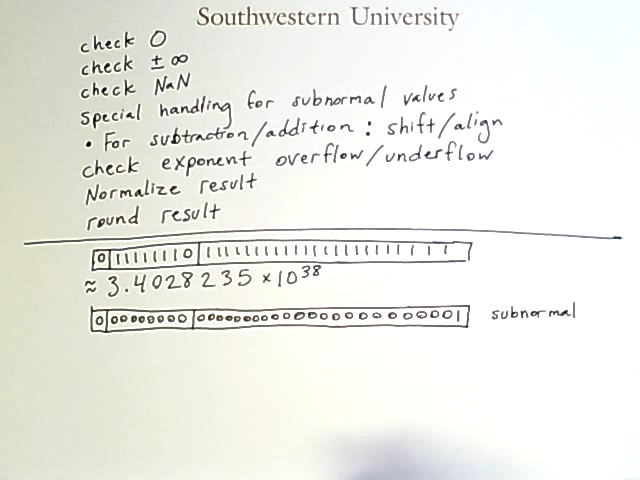 Southwestern University
check 0
check ± ∞
check NaN
special handling for subnormal values
• For subtraction/addition : shift/align
check exponent overflow/underflow
Normalize result
round result
0 11111110 11111111111111111111111
≈ 3.4028235 × 10^38
0 00000000 00000000000000000000001 subnormal